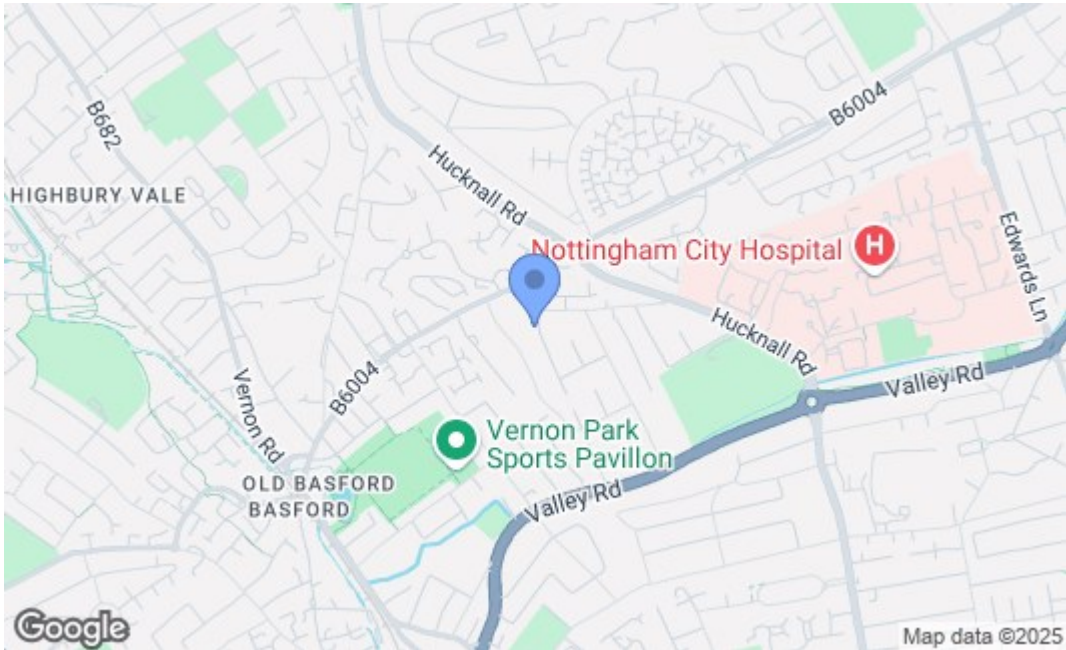 B682
B6004
Hucknall Rd
HIGHBURY VALE
Nottingham City Hospital
H
Edwards Ln
Hucknall Rd
B6004
Vernon Rd
Valley Rd
Vernon Park
Sports Pavillon
OLD BASFORD
BASFORD
Valley Rd
Google
Map data ©2025